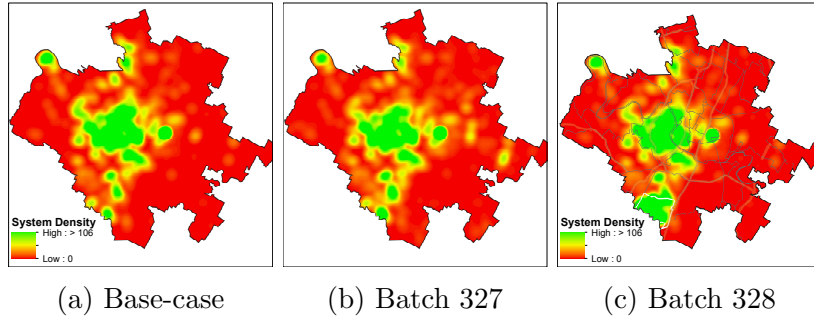 System Density
High : > 106
Low : 0
System Density
High : > 106
Low : 0
(a) Base-case
(b) Batch 327
(c) Batch 328